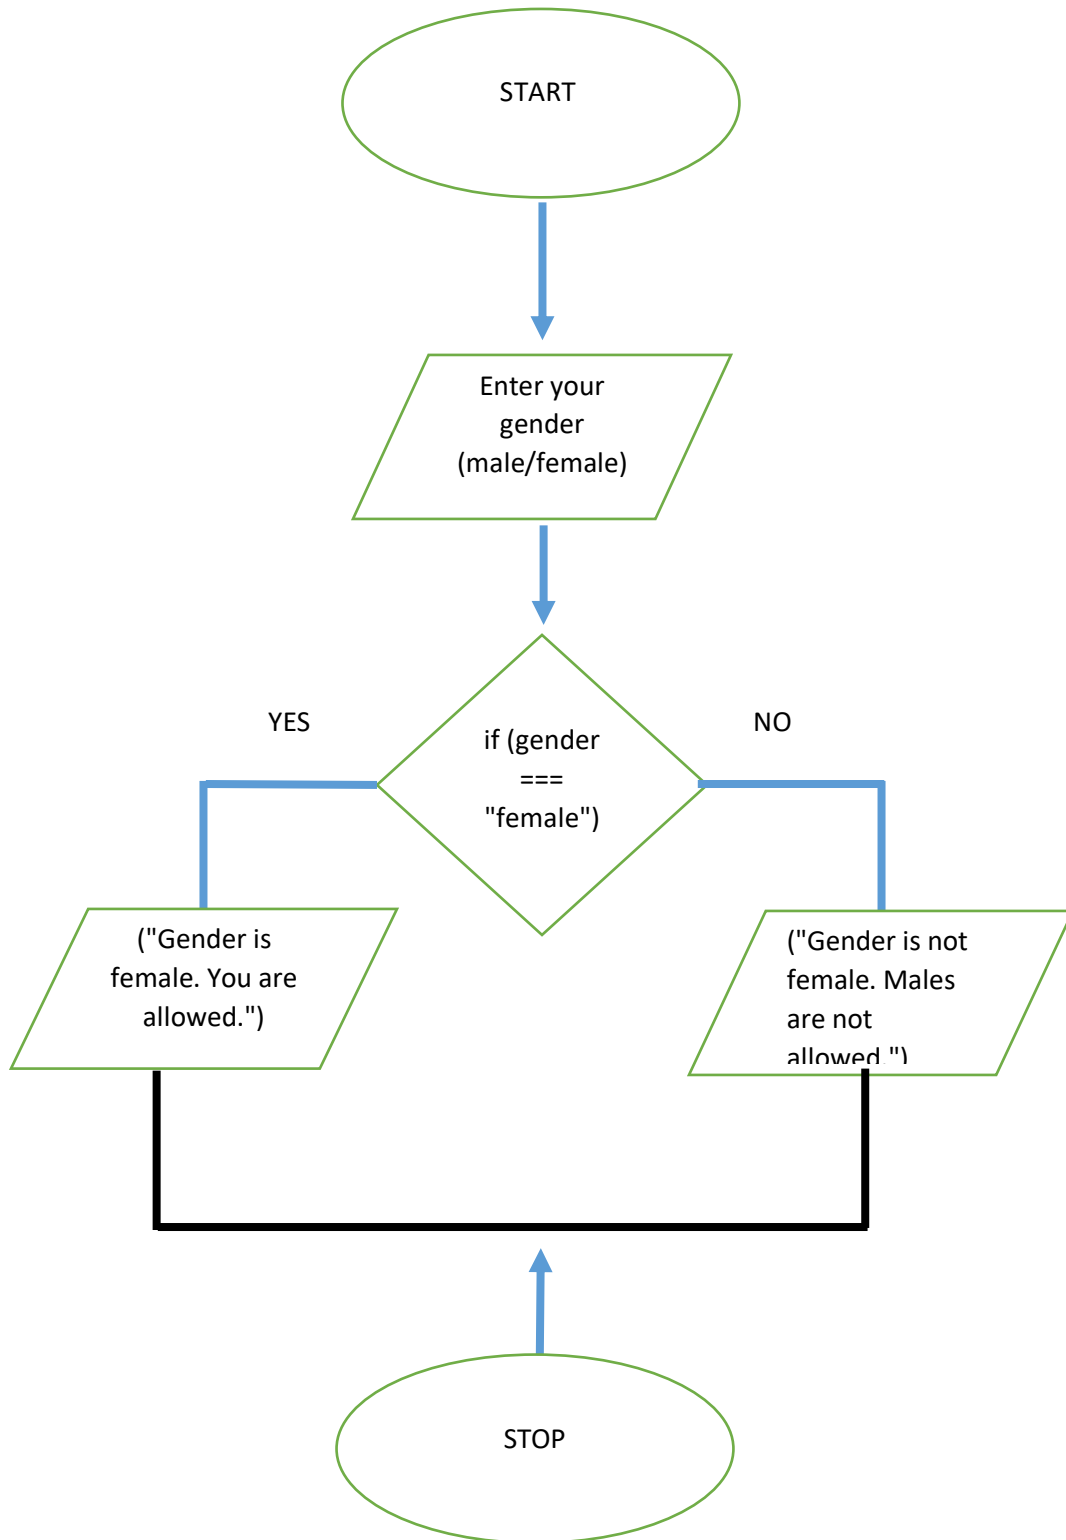 START
Enter your
gender
(male/female)
YES
NO
if (gender
===
"female")
("Gender is
female. You are
allowed.")
("Gender is not
female. Males
are not
allowed.")
STOP